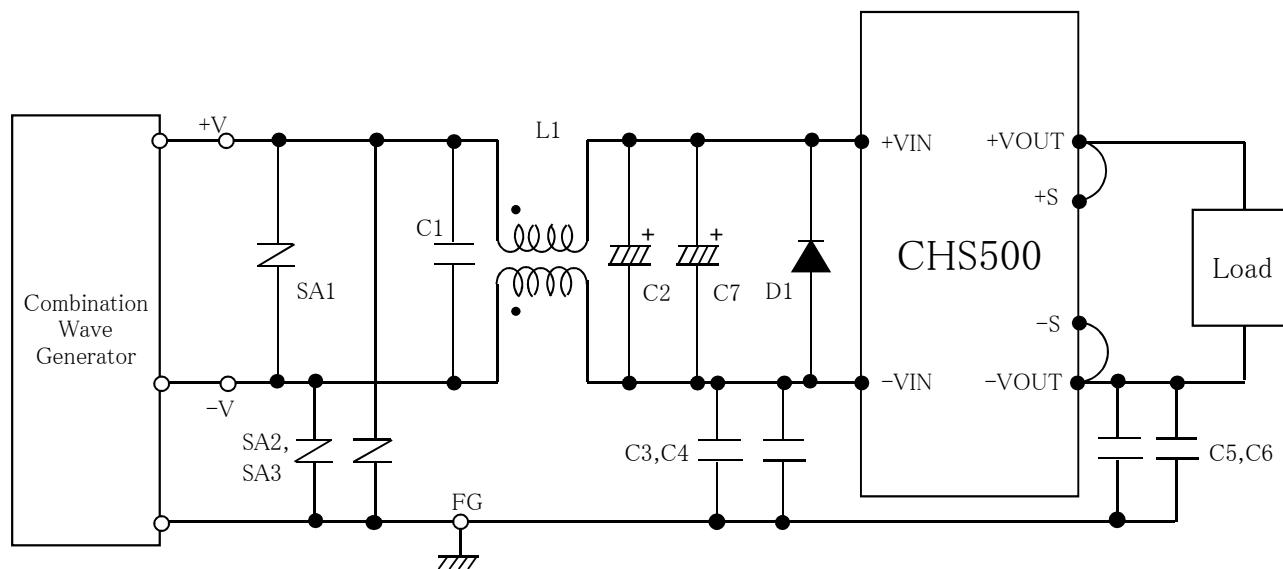 +V
L1
+VIN
+VOUT
+S
C1
+
+
CHS500
Load
SA1
C2
C7
D1
Combination
Wave
Generator
-S
-V
-VIN
-VOUT
SA2,
SA3
C3,C4
C5,C6
FG